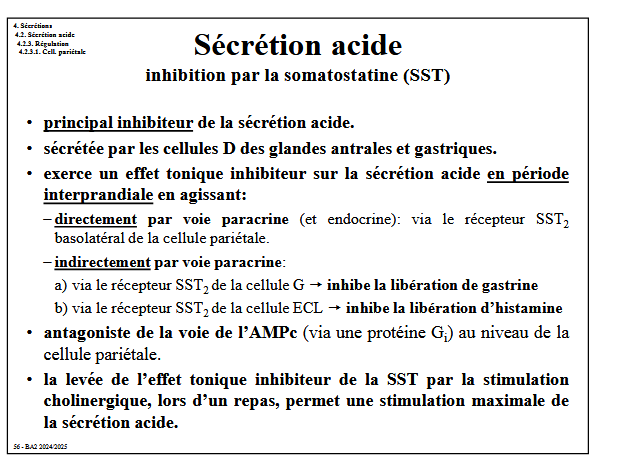 4. Sécrétions
4.2. Sécrétion acide
4.2.3. Régulation
4.2.3.1. Cell. pariétale
Sécrétion acide
inhibition par la somatostatine (SST)
• principal inhibiteur de la sécrétion acide.
• sécrétée par les cellules D des glandes antrales et gastriques.
• exerce un effet tonique inhibiteur sur la sécrétion acide en période
interprandiale en agissant:
– directement par voie paracrine (et endocrine): via le récepteur SST2
basolatéral de la cellule pariétale.
– indirectement par voie paracrine:
a) via le récepteur SST2 de la cellule G → inhibe la libération de gastrine
b) via le récepteur SST2 de la cellule ECL → inhibe la libération d’histamine
• antagoniste de la voie de l’AMPc (via une protéine Gi) au niveau de la
cellule pariétale.
• la levée de l’effet tonique inhibiteur de la SST par la stimulation
cholinergique, lors d’un repas, permet une stimulation maximale de
la sécrétion acide.
56 - BA2 2024/2025